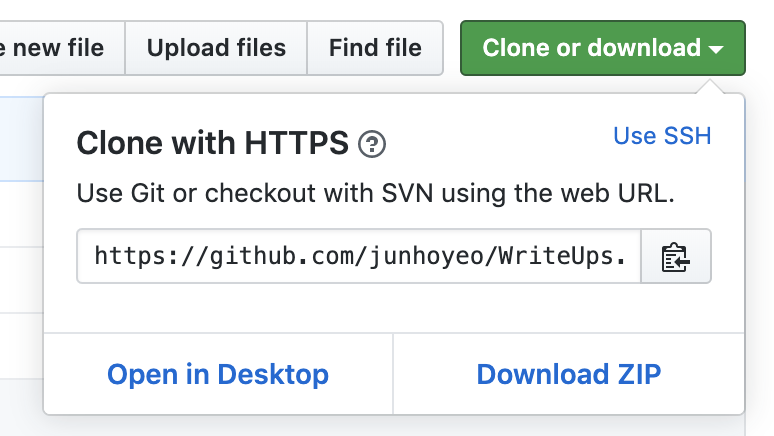 e new file
Upload files
Find file
Clone or download
Clone with HTTPS
Use SSH
Use Git or checkout with SVN using the web URL.
https://github.com/junhoyeo/WriteUps.
Open in Desktop
Download ZIP